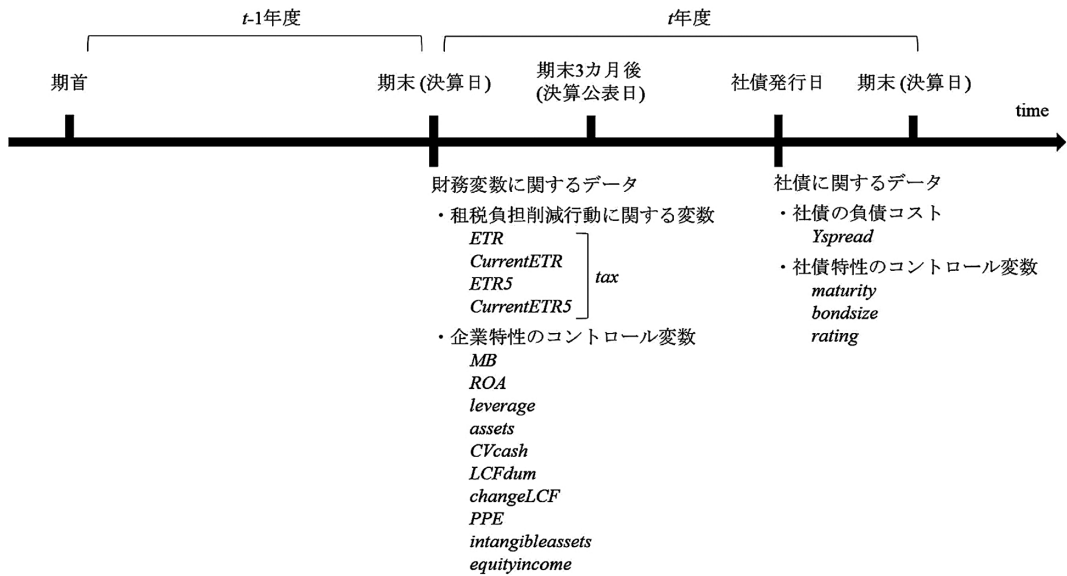 t-1年度
t年度
期首
期末 (決算日)
期末3カ月後
(決算公表日)
社債発行日
期末 (決算日)
time
財務変数に関するデータ
・租税負担削減行動に関する変数
ETR
CurrentETR
ETR5
CurrentETR5
tax
・企業特性のコントロール変数
MB
ROA
leverage
assets
CVcash
LCFdum
changeLCF
PPE
intangibleassets
equityincome
社債に関するデータ
・社債の負債コスト
Yspread
・社債特性のコントロール変数
maturity
bondsize
rating